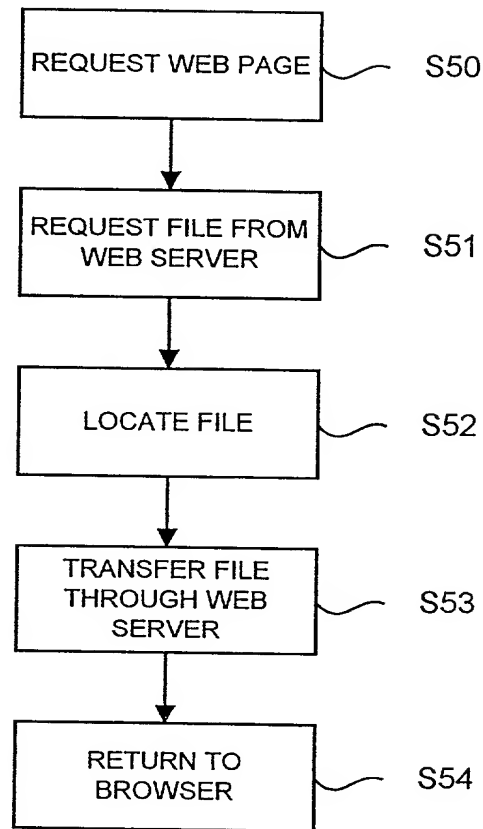 REQUEST WEB PAGE
S50
REQUEST FILE FROM
WEB SERVER
S51
LOCATE FILE
S52
TRANSFER FILE
THROUGH WEB
SERVER
S53
RETURN TO
BROWSER
S54